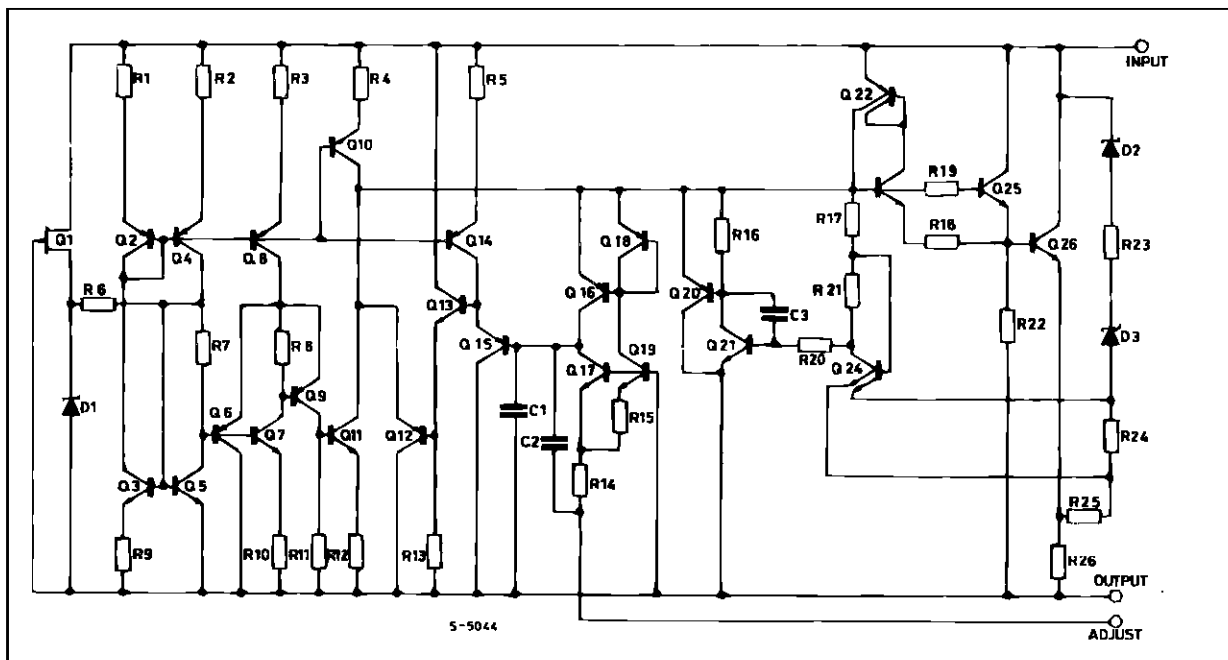 INPUT
R1
R2
R3
R4
R5
Q22
D2
Q10
R19
Q25
R17
R18
Q26
Q1
Q2
Q4
Q8
Q14
Q18
R16
R23
R6
Q13
Q16
Q20
C3
R21
R7
R8
Q15
Q19
Q21
R20
R22
D3
Q9
Q17
Q24
D1
Q6
Q7
Q11
Q12
C1
R15
C2
R24
Q3
Q5
R14
R25
R9
R10
R11
R12
R13
R26
OUTPUT
ADJUST
S-5044